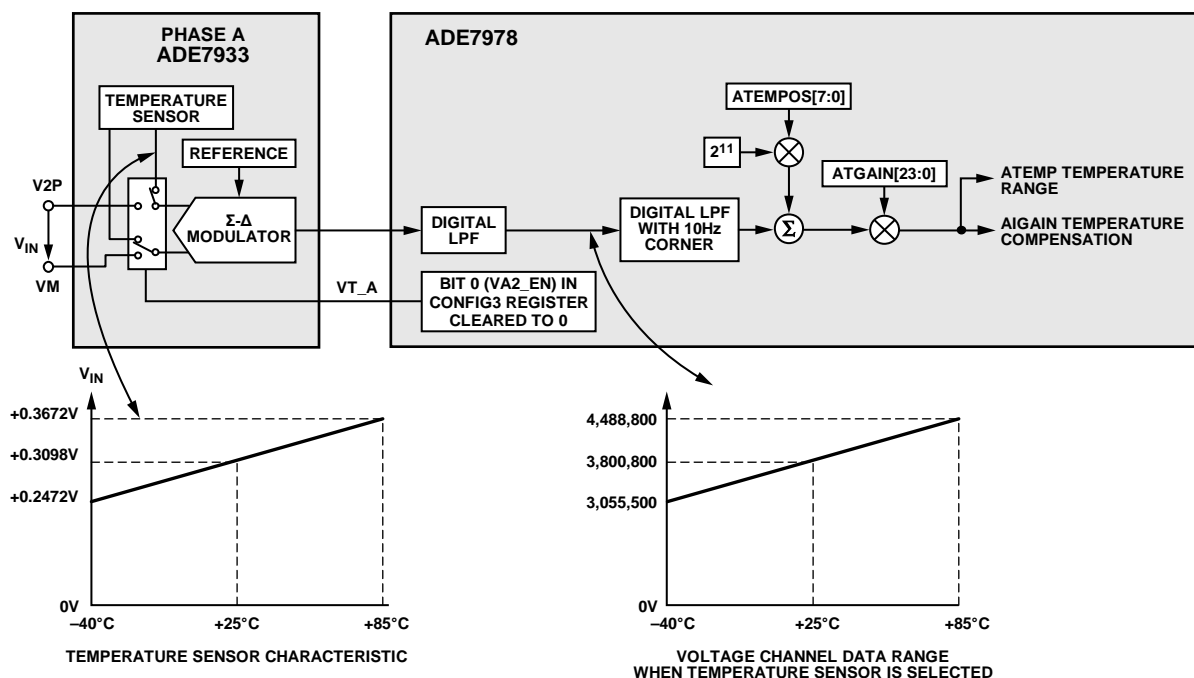 PHASE A
ADE7933
ADE7978
TEMPERATURE
SENSOR
REFERENCE
V2P
VIN
VM
Σ-Δ
MODULATOR
VT_A
DIGITAL
LPF
BIT 0 (VA2_EN) IN
CONFIG3 REGISTER
CLEARED TO 0
DIGITAL LPF
WITH 10Hz
CORNER
ATEMPOS[7:0]
2¹¹
Σ
ATGAIN[23:0]
ATEMP TEMPERATURE
RANGE
AIGAIN TEMPERATURE
COMPENSATION
VIN
+0.3672V
+0.3098V
+0.2472V
0V
–40°C
+25°C
+85°C
TEMPERATURE SENSOR CHARACTERISTIC
4,488,800
3,800,800
3,055,500
0V
–40°C
+25°C
+85°C
VOLTAGE CHANNEL DATA RANGE
WHEN TEMPERATURE SENSOR IS SELECTED